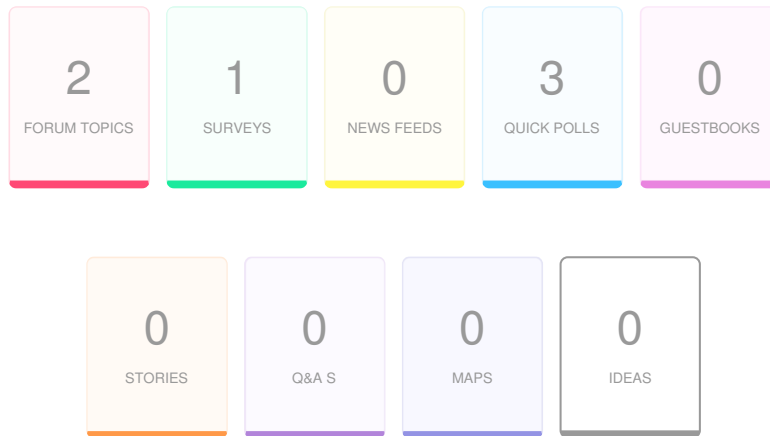 2 1 0 3 0
FORUM TOPICS SURVEYS NEWS FEEDS QUICK POLLS GUESTBOOKS
0 0 0 0
STORIES Q&A S MAPS IDEAS